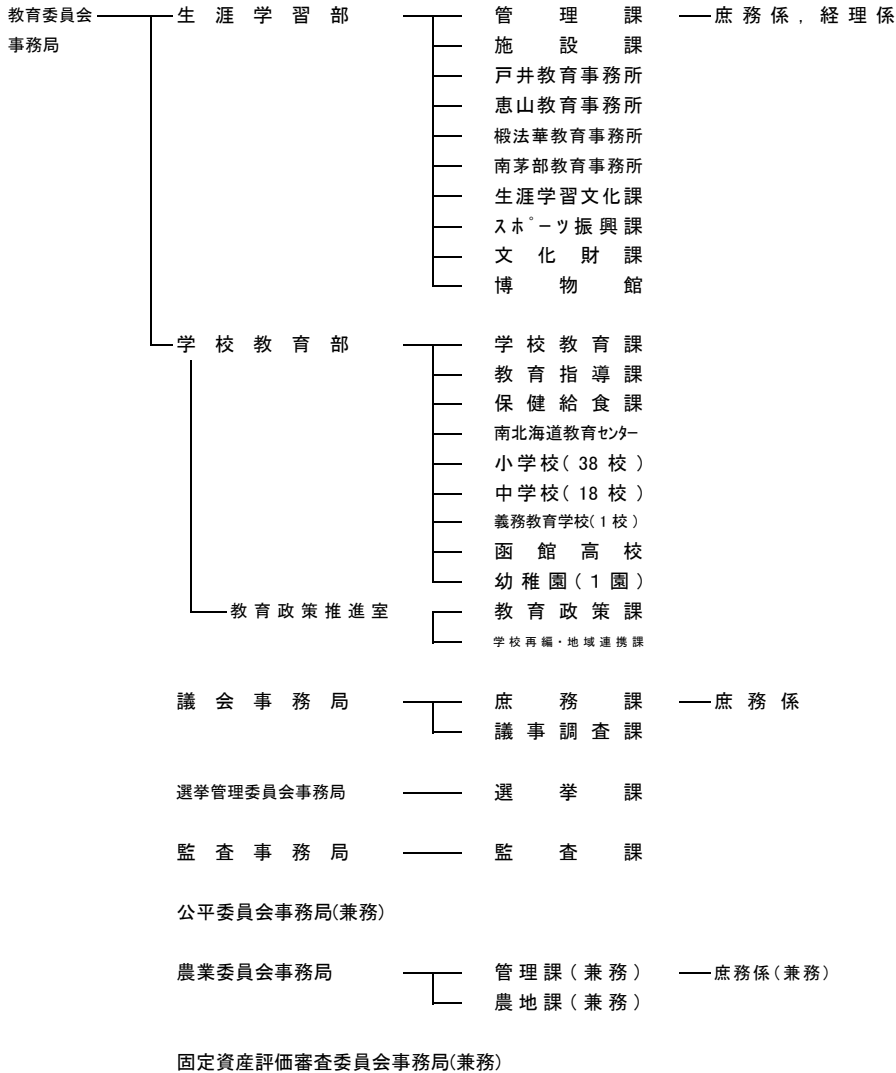 教育委員会 生涯学習部 管理課 庶務係，経理係
事務局 施設課
戸井教育事務所
恵山教育事務所
椴法華教育事務所
南茅部教育事務所
生涯学習文化課
スポーツ振興課
文化財課
博物館
学校教育部 学校教育課
教育指導課
保健給食課
南北海道教育センター
小学校(38校)
中学校(18校)
義務教育学校(1校)
函館高校
幼稚園(1園)
教育政策推進室 教育政策課
学校再編・地域連携課
議会事務局 庶務課 庶務係
議事調査課
選挙管理委員会事務局 選挙課
監査事務局 監査課
公平委員会事務局(兼務)
農業委員会事務局 管理課(兼務) 庶務係(兼務)
農地課(兼務)
固定資産評価審査委員会事務局(兼務)